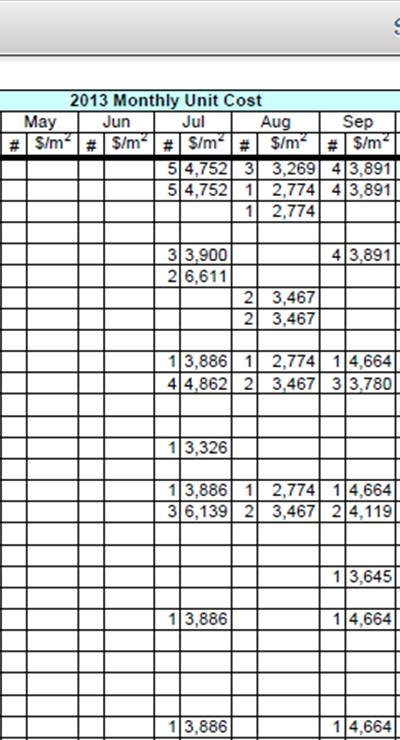 2013 Monthly Unit Cost
May Jun Jul Aug Sep
# $/m² # $/m² # $/m² # $/m² # $/m²
5 4,752 3 3,269 4 3,891
5 4,752 1 2,774 4 3,891
1 2,774
3 3,900 4 3,891
2 6,611
2 3,467
2 3,467
1 3,886 1 2,774 1 4,664
4 4,862 2 3,467 3 3,780
1 3,326
1 3,886 1 2,774 1 4,664
3 6,139 2 3,467 2 4,119
1 3,645
1 3,886 1 4,664
1 3,886 1 4,664